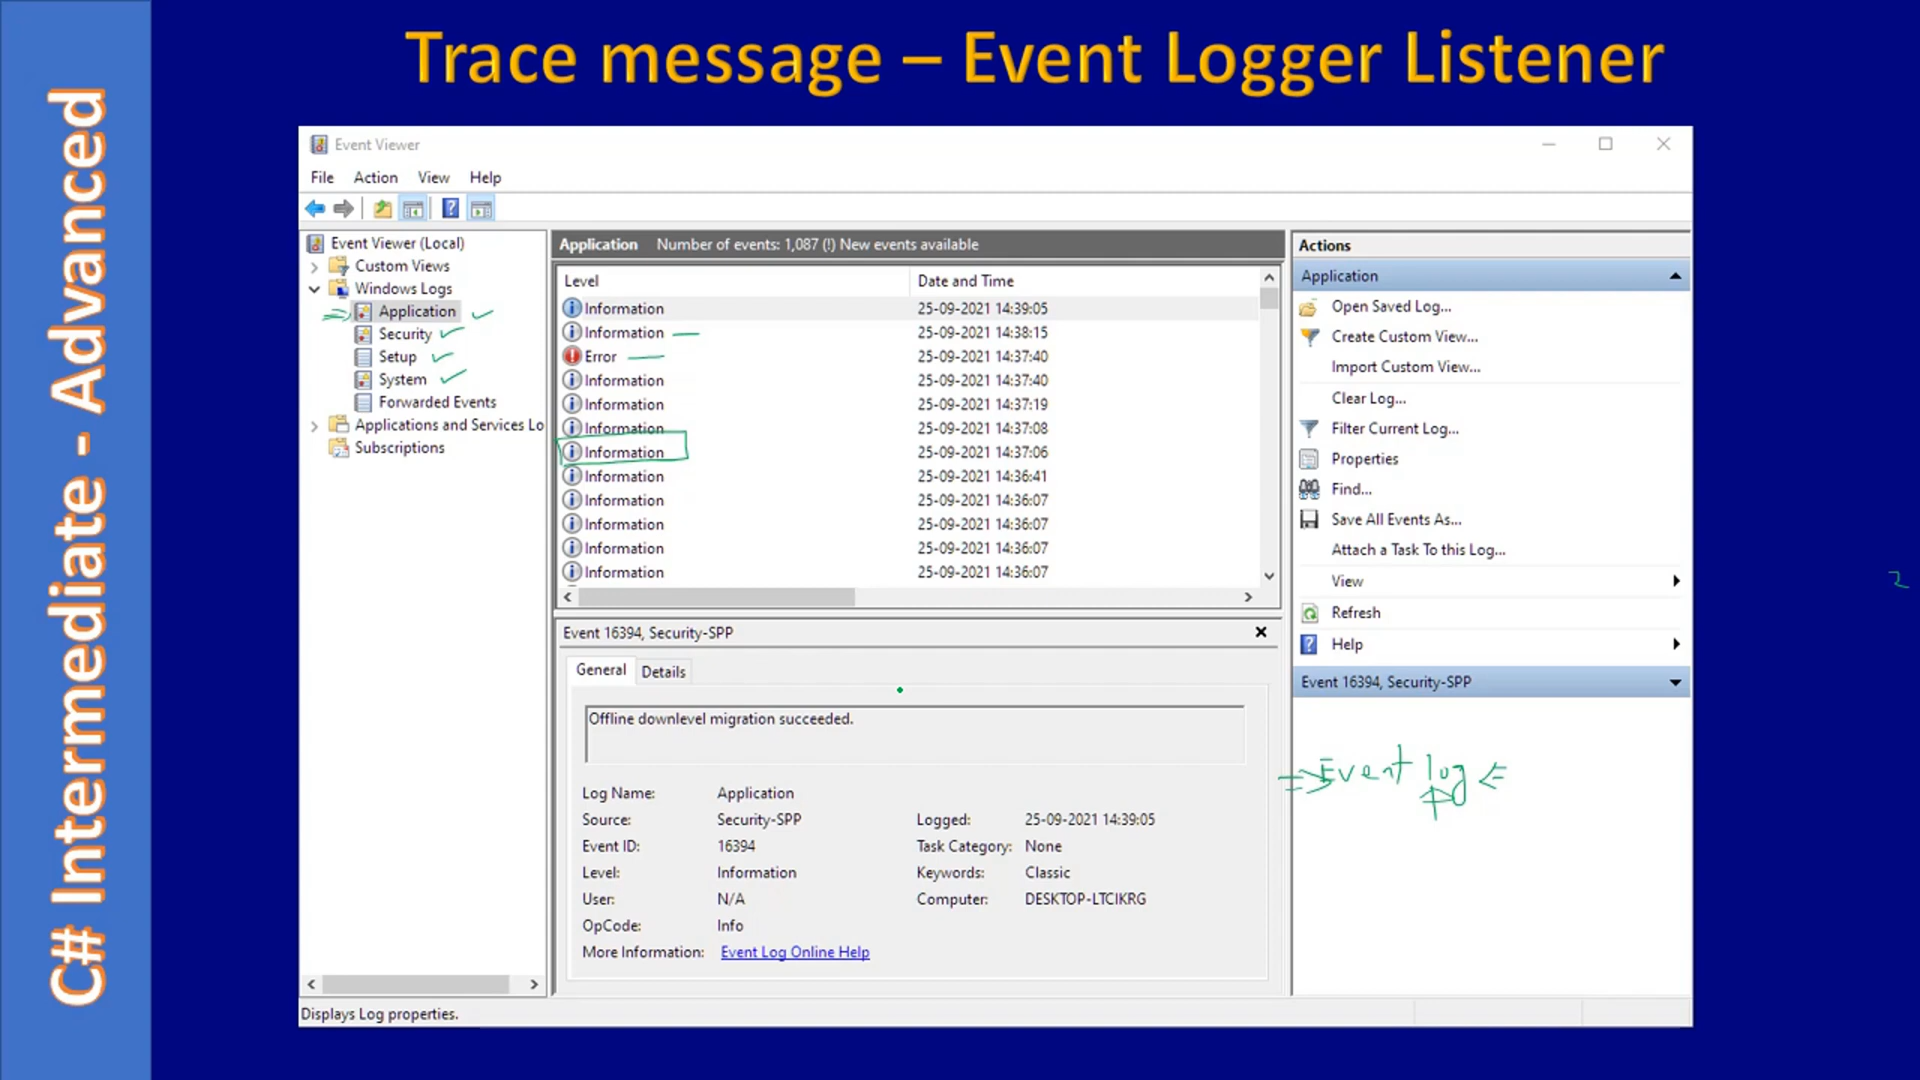 Trace message – Event Logger Listener
C# Intermediate - Advanced
Event Viewer
File Action View Help
Event Viewer (Local)
Custom Views
Windows Logs
Application
Security
Setup
System
Forwarded Events
Applications and Services Lo
Subscriptions
Application Number of events: 1,087 (!) New events available
Level Date and Time
Information 25-09-2021 14:39:05
Information 25-09-2021 14:38:15
Error 25-09-2021 14:37:40
Information 25-09-2021 14:37:40
Information 25-09-2021 14:37:19
Information 25-09-2021 14:37:08
Information 25-09-2021 14:37:06
Information 25-09-2021 14:36:41
Information 25-09-2021 14:36:07
Information 25-09-2021 14:36:07
Information 25-09-2021 14:36:07
Information 25-09-2021 14:36:07
Event 16394, Security-SPP
General Details
Offline downlevel migration succeeded.
Log Name: Application
Source: Security-SPP Logged: 25-09-2021 14:39:05
Event ID: 16394 Task Category: None
Level: Information Keywords: Classic
User: N/A Computer: DESKTOP-LTCIKRG
OpCode: Info
More Information: Event Log Online Help
Actions
Application
Open Saved Log...
Create Custom View...
Import Custom View...
Clear Log...
Filter Current Log...
Properties
Find...
Save All Events As...
Attach a Task To this Log...
View
Refresh
Help
Event 16394, Security-SPP
Event log
2
Displays Log properties.